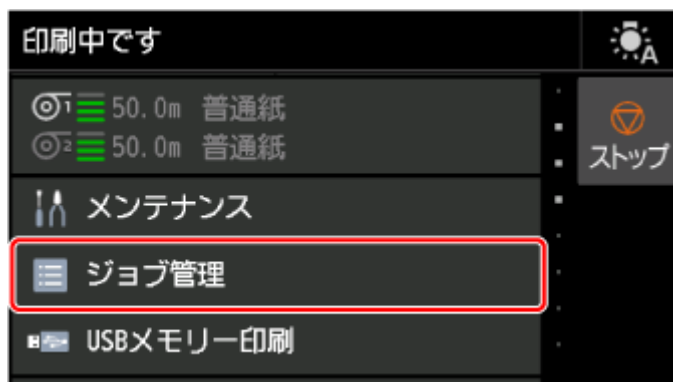 印刷中です
A
1 50.0m 普通紙
2 50.0m 普通紙
ストップ
メンテナンス
ジョブ管理
USBメモリー印刷